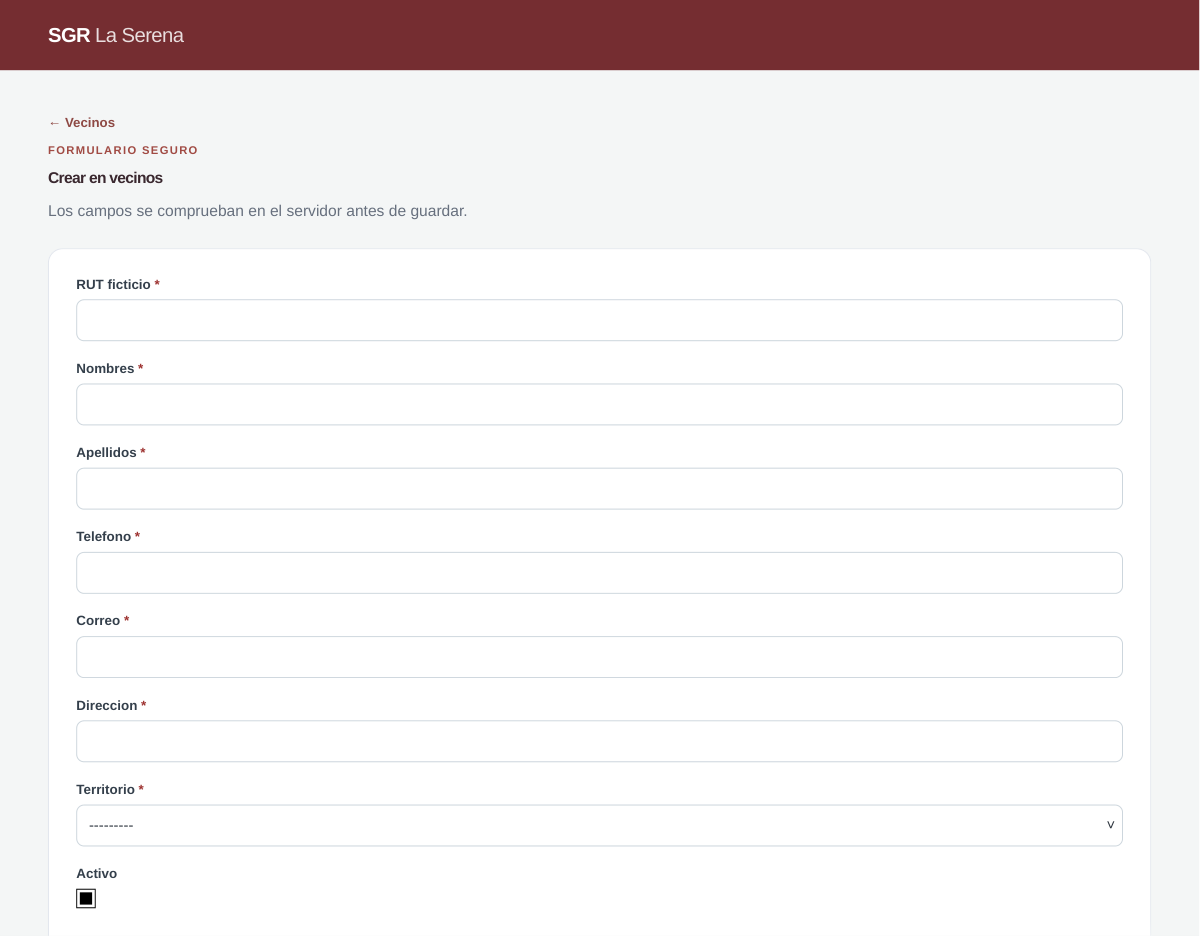 SGR La Serena
← Vecinos
FORMULARIO SEGURO
Crear en vecinos
Los campos se comprueban en el servidor antes de guardar.
RUT ficticio *
Nombres *
Apellidos *
Telefono *
Correo *
Direccion *
Territorio *
---------
Activo